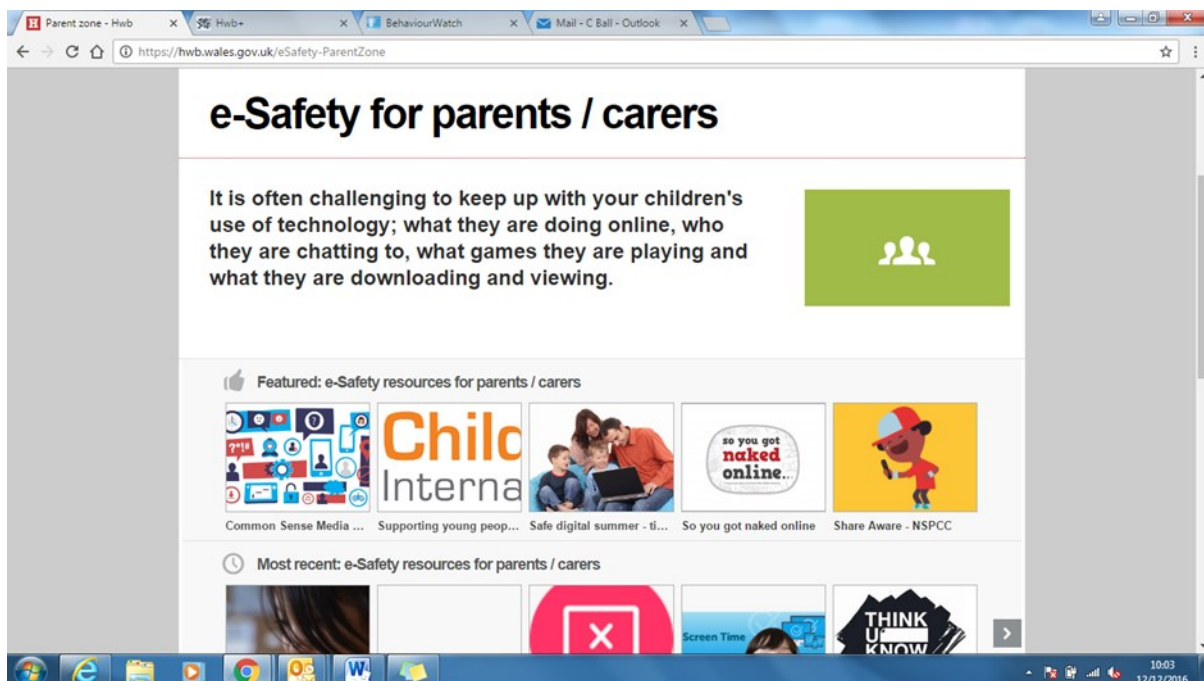 Parent zone - Hwb
Hwb+
BehaviourWatch
Mail - C Ball - Outlook
https://hwb.wales.gov.uk/eSafety-ParentZone
e-Safety for parents / carers
It is often challenging to keep up with your children's
use of technology; what they are doing online, who
they are chatting to, what games they are playing and
what they are downloading and viewing.
Featured: e-Safety resources for parents / carers
?*!!
Chilc
Interna
so you got
naked
online..
Common Sense Media ...
Supporting young peop...
Safe digital summer - ti...
So you got naked online
Share Aware - NSPCC
Most recent: e-Safety resources for parents / carers
Screen Time
THINK
U
KNOW
10:03
12/12/2016